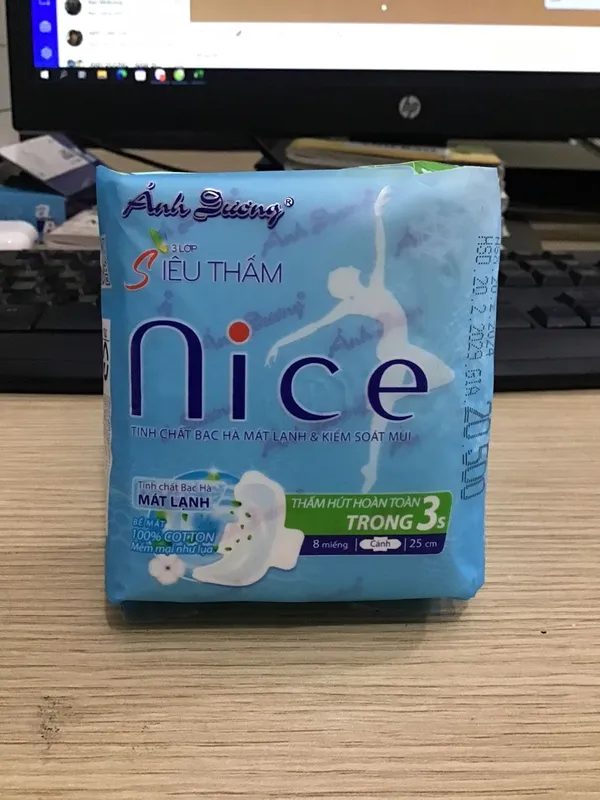 Ánh Dương®
3 LỚP
SIÊU THẤM
nice
TINH CHẤT BẠC HÀ MÁT LẠNH & KIỂM SOÁT MÙI
Tinh chất Bạc Hà
MÁT LẠNH
BỀ MẶT
100% COTTON
Mềm mại như lụa
THẤM HÚT HOÀN TOÀN
TRONG 3s
8 miếng
Cánh
25 cm
HSD. 20. 2. 2029. G1A.
20.500
hp